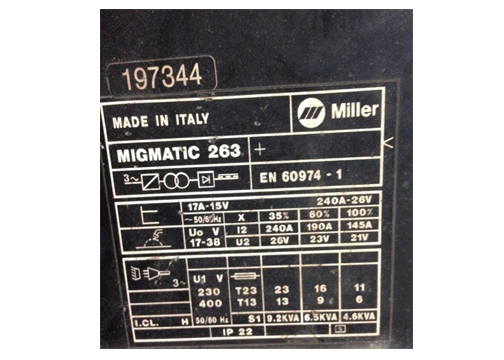 197344
MADE IN ITALY
Miller
MIGMATIC 263
EN 60974-1
3~
17A-15V 240A-26V
~50/60Hz X 35% 60% 100%
Uo V I2 240A 190A 145A
17-38 U2 26V 23V 21V
3~ U1 V
230 T23 23 16 11
400 T13 13 9 6
I.CL. H 50/60 Hz S1 9.2KVA 6.5KVA 4.6KVA
IP 22 S